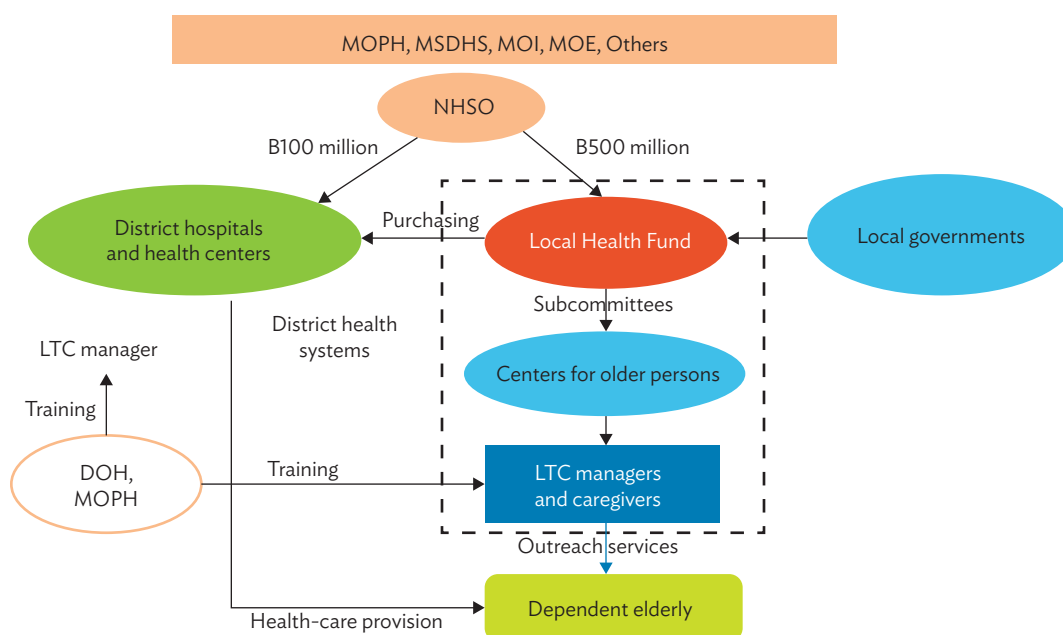 MOPH, MSDHS, MOI, MOE, Others
NHSO
B100 million
B500 million
District hospitals
and health centers
Purchasing
Local Health Fund
Local governments
Subcommittees
District health
systems
LTC manager
Centers for older persons
Training
DOH,
MOPH
Training
LTC managers
and caregivers
Outreach services
Dependent elderly
Health-care provision